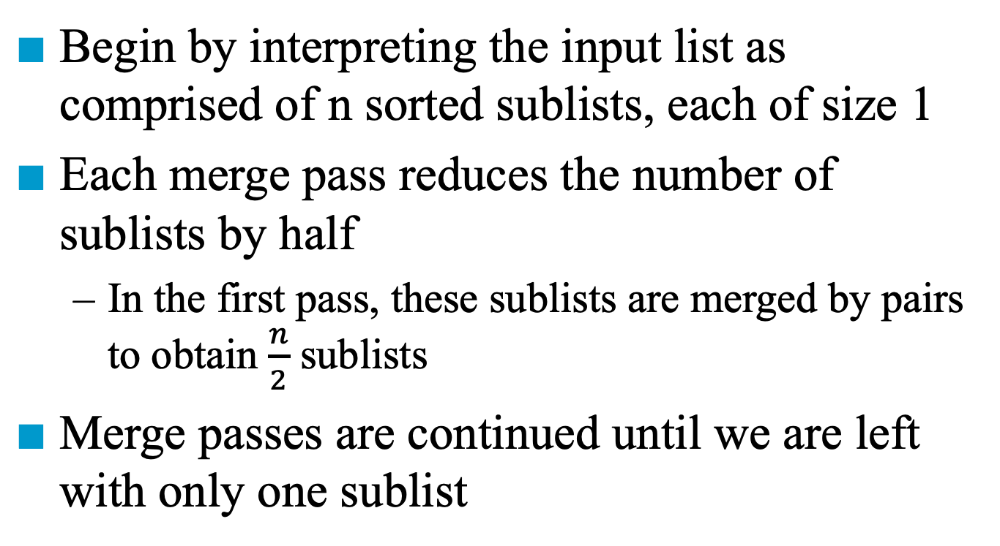 ■ Begin by interpreting the input list as
comprised of n sorted sublists, each of size 1
■ Each merge pass reduces the number of
sublists by half
– In the first pass, these sublists are merged by pairs
to obtain n/2 sublists
■ Merge passes are continued until we are left
with only one sublist